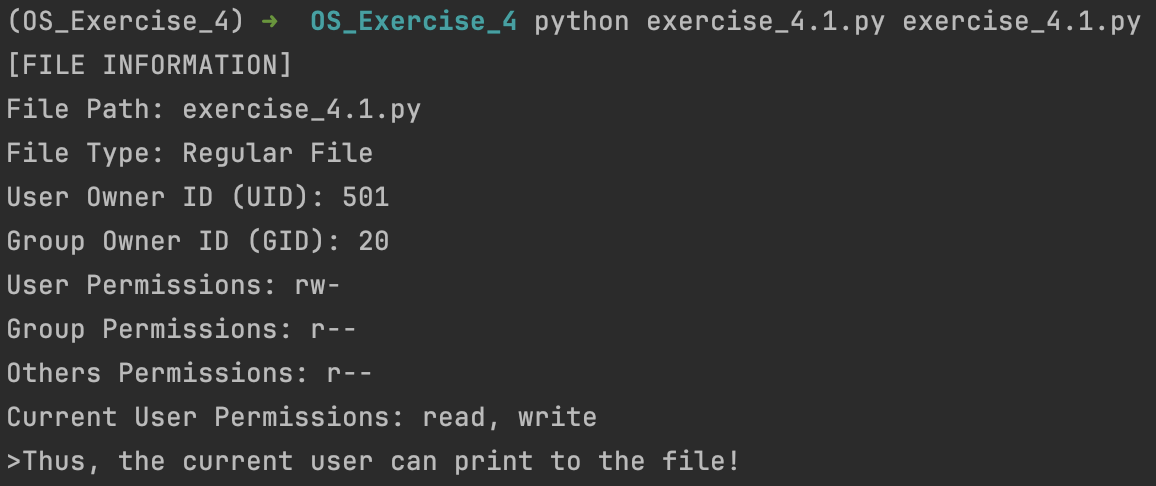 (OS_Exercise_4) ➜  OS_Exercise_4 python exercise_4.1.py exercise_4.1.py
[FILE INFORMATION]
File Path: exercise_4.1.py
File Type: Regular File
User Owner ID (UID): 501
Group Owner ID (GID): 20
User Permissions: rw-
Group Permissions: r--
Others Permissions: r--
Current User Permissions: read, write
>Thus, the current user can print to the file!